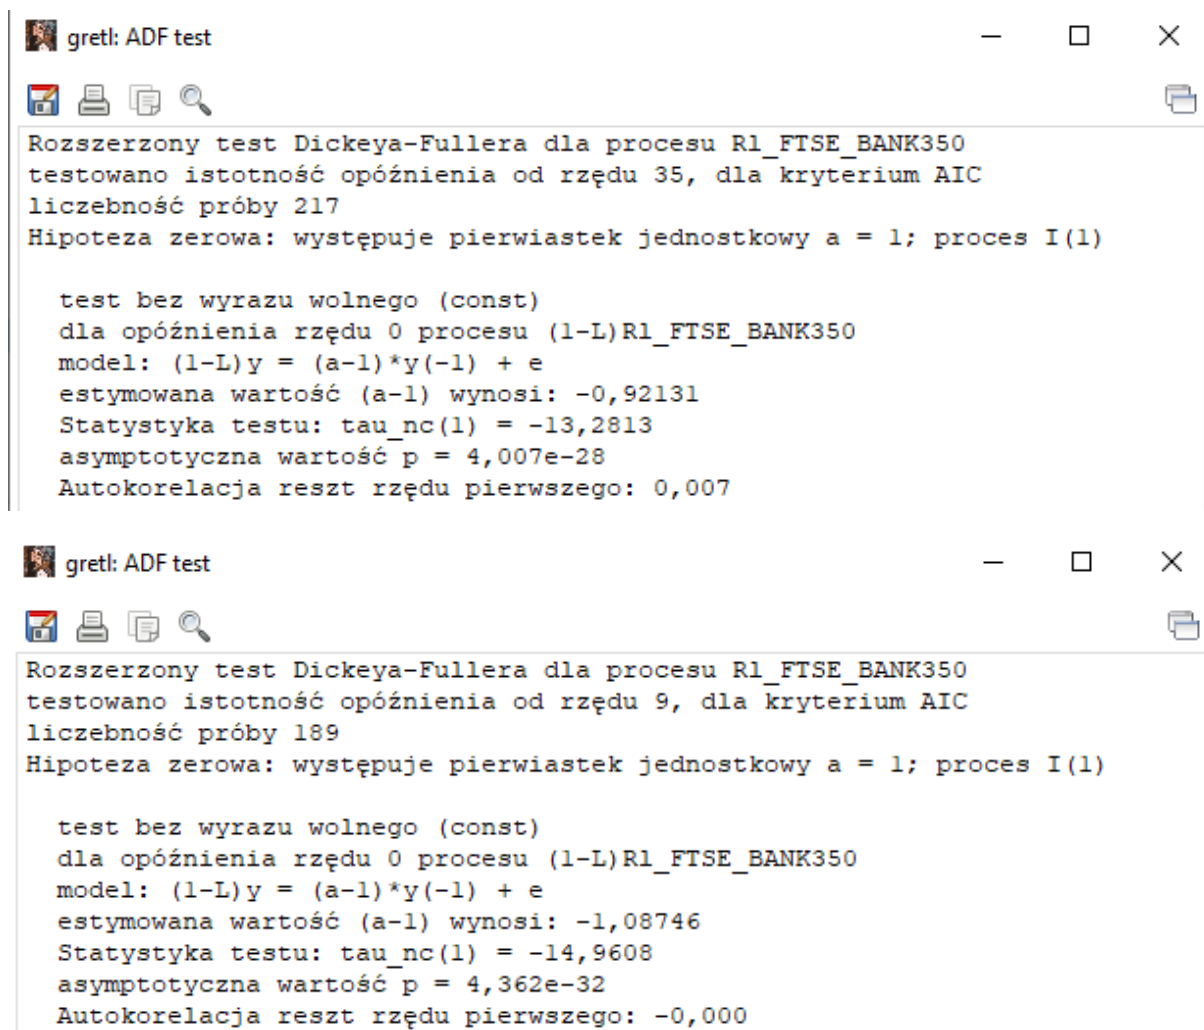 gretl: ADF test
Rozszerzony test Dickeya-Fullera dla procesu Rl_FTSE_BANK350
testowano istotność opóźnienia od rzędu 35, dla kryterium AIC
liczebność próby 217
Hipoteza zerowa: występuje pierwiastek jednostkowy a = 1; proces I(1)
test bez wyrazu wolnego (const)
dla opóźnienia rzędu 0 procesu (1-L)Rl_FTSE_BANK350
model: (1-L)y = (a-1)*y(-1) + e
estymowana wartość (a-1) wynosi: -0,92131
Statystyka testu: tau_nc(1) = -13,2813
asymptotyczna wartość p = 4,007e-28
Autokorelacja reszt rzędu pierwszego: 0,007
gretl: ADF test
Rozszerzony test Dickeya-Fullera dla procesu Rl_FTSE_BANK350
testowano istotność opóźnienia od rzędu 9, dla kryterium AIC
liczebność próby 189
Hipoteza zerowa: występuje pierwiastek jednostkowy a = 1; proces I(1)
test bez wyrazu wolnego (const)
dla opóźnienia rzędu 0 procesu (1-L)Rl_FTSE_BANK350
model: (1-L)y = (a-1)*y(-1) + e
estymowana wartość (a-1) wynosi: -1,08746
Statystyka testu: tau_nc(1) = -14,9608
asymptotyczna wartość p = 4,362e-32
Autokorelacja reszt rzędu pierwszego: -0,000